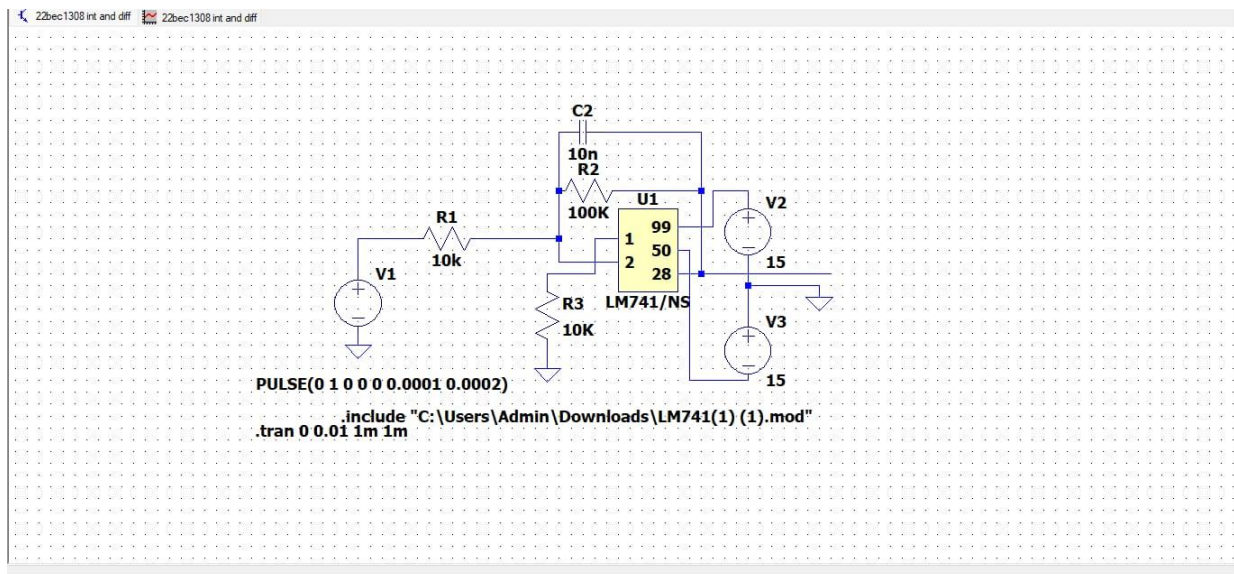 22bec1308 int and diff 22bec1308 int and diff
C2
10n
R2
100K
U1
V2
99
R1
1
50
10k
2
28
15
V1
R3
LM741/NS
10K
V3
15
PULSE(0 1 0 0 0 0.0001 0.0002)
.include "C:\Users\Admin\Downloads\LM741(1) (1).mod"
.tran 0 0.01 1m 1m